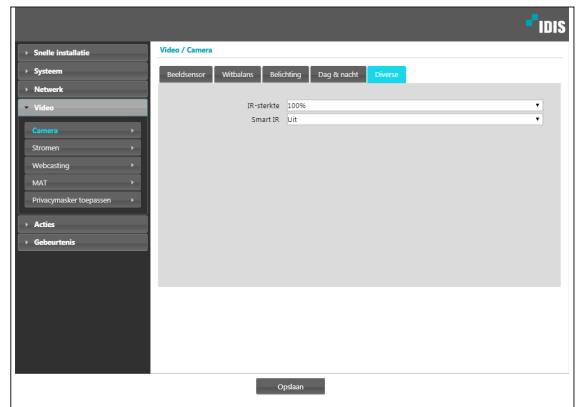 IDIS
Snelle installatie
Systeem
Netwerk
Video
Camera
Stromen
Webcasting
MAT
Privacymasker toepassen
Acties
Gebeurtenis
Video / Camera
Beeldsensor Witbalans Belichting Dag & nacht Diverse
IR-sterkte 100%
Smart IR Uit
Opslaan